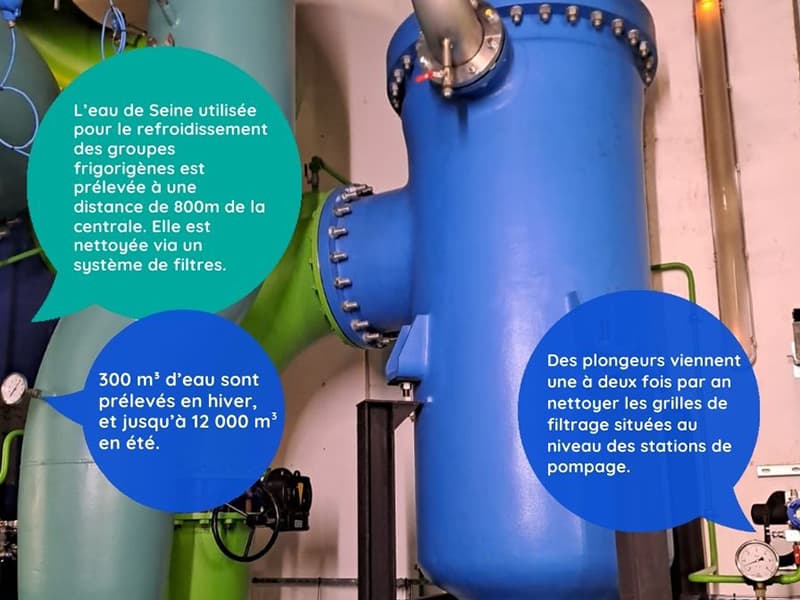 L'eau de Seine utilisée
pour le refroidissement
des groupes
frigorigènes est
prélevée à une
distance de 800m de la
centrale. Elle est
nettoyée via un
système de filtres.
300 m³ d'eau sont
prélevés en hiver,
et jusqu'à 12 000 m³
en été.
Des plongeurs viennent
une à deux fois par an
nettoyer les grilles de
filtrage situées au
niveau des stations de
pompage.